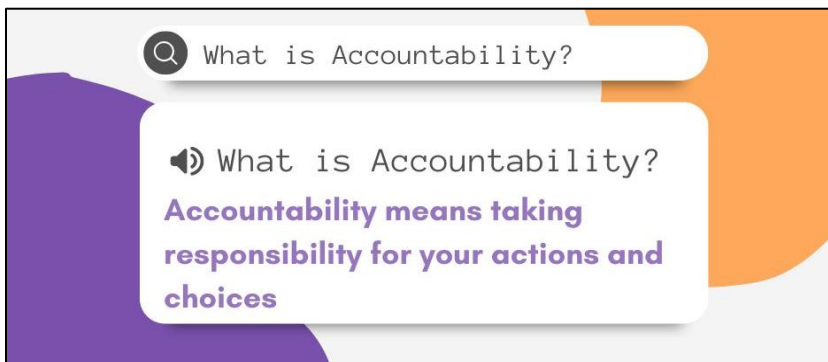 What is Accountability?
What is Accountability?
Accountability means taking
responsibility for your actions and
choices